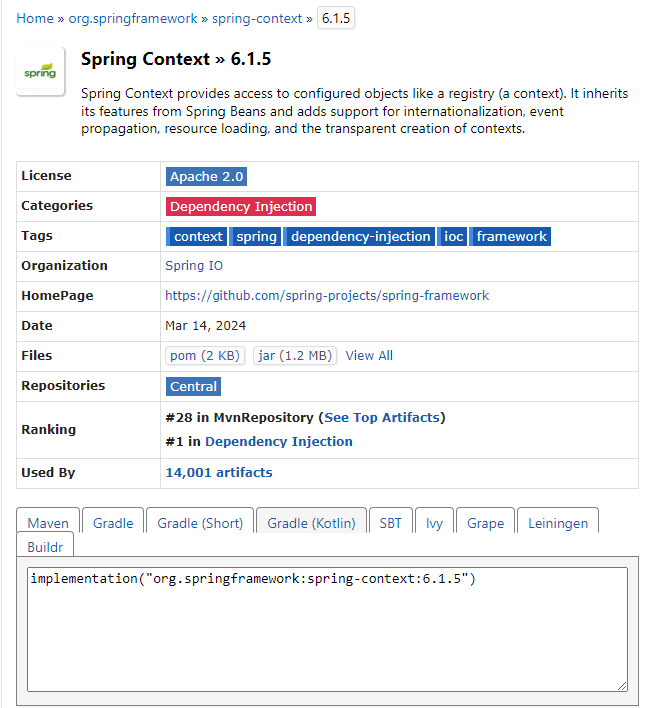 Home » org.springframework » spring-context » 6.1.5
spring
Spring Context » 6.1.5
Spring Context provides access to configured objects like a registry (a context). It inherits
its features from Spring Beans and adds support for internationalization, event
propagation, resource loading, and the transparent creation of contexts.
License Apache 2.0
Categories Dependency Injection
Tags context spring dependency-injection ioc framework
Organization Spring IO
HomePage https://github.com/spring-projects/spring-framework
Date Mar 14, 2024
Files pom (2 KB) jar (1.2 MB) View All
Repositories Central
Ranking #28 in MvnRepository (See Top Artifacts)
#1 in Dependency Injection
Used By 14,001 artifacts
Maven Gradle Gradle (Short) Gradle (Kotlin) SBT Ivy Grape Leiningen
Buildr
implementation("org.springframework:spring-context:6.1.5")